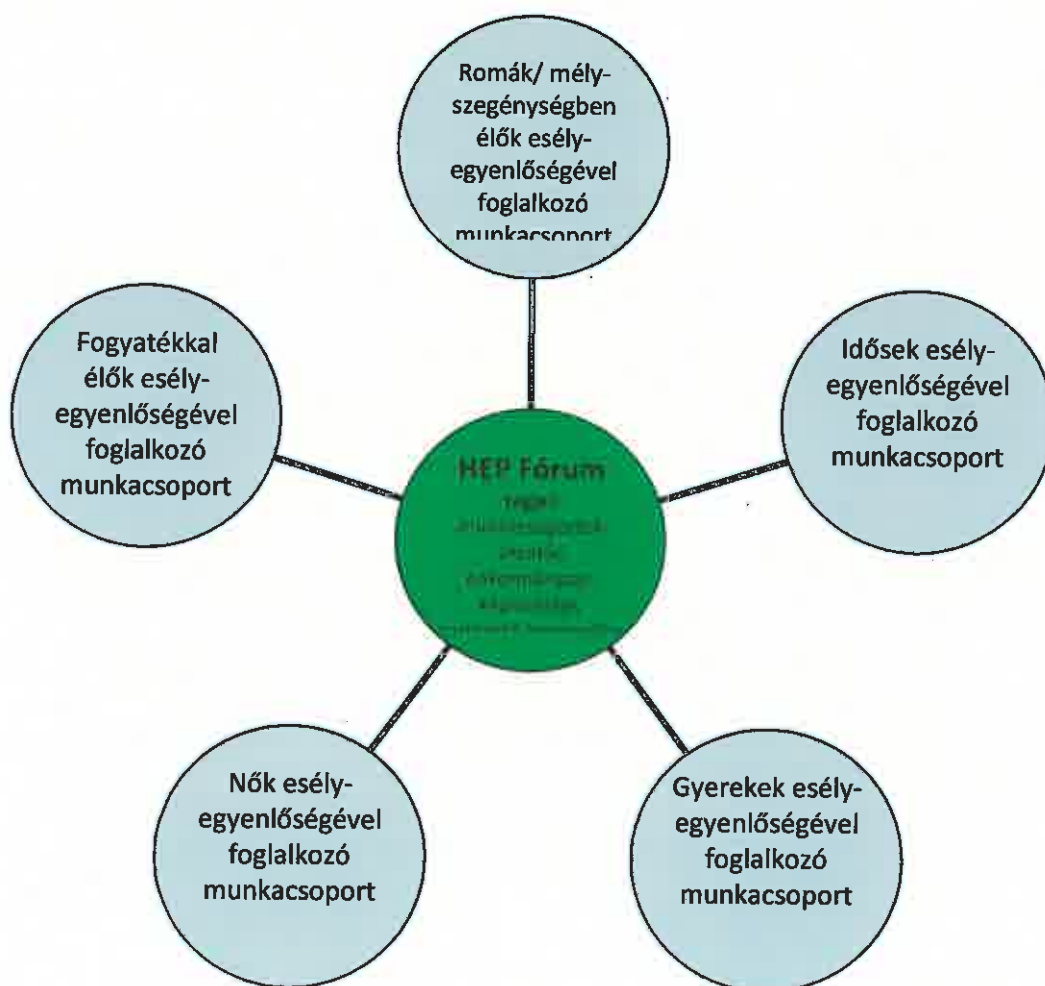 Romák/ mély-
szegénységben
élők esély-
egyenlőségével
foglalkozó
munkacsoport
Fogyatékkal
élők esély-
egyenlőségével
foglalkozó
munkacsoport
Idősek esély-
egyenlőségével
foglalkozó
munkacsoport
HEP Fórum
Nők esély-
egyenlőségével
foglalkozó
munkacsoport
Gyerekek esély-
egyenlőségével
foglalkozó
munkacsoport